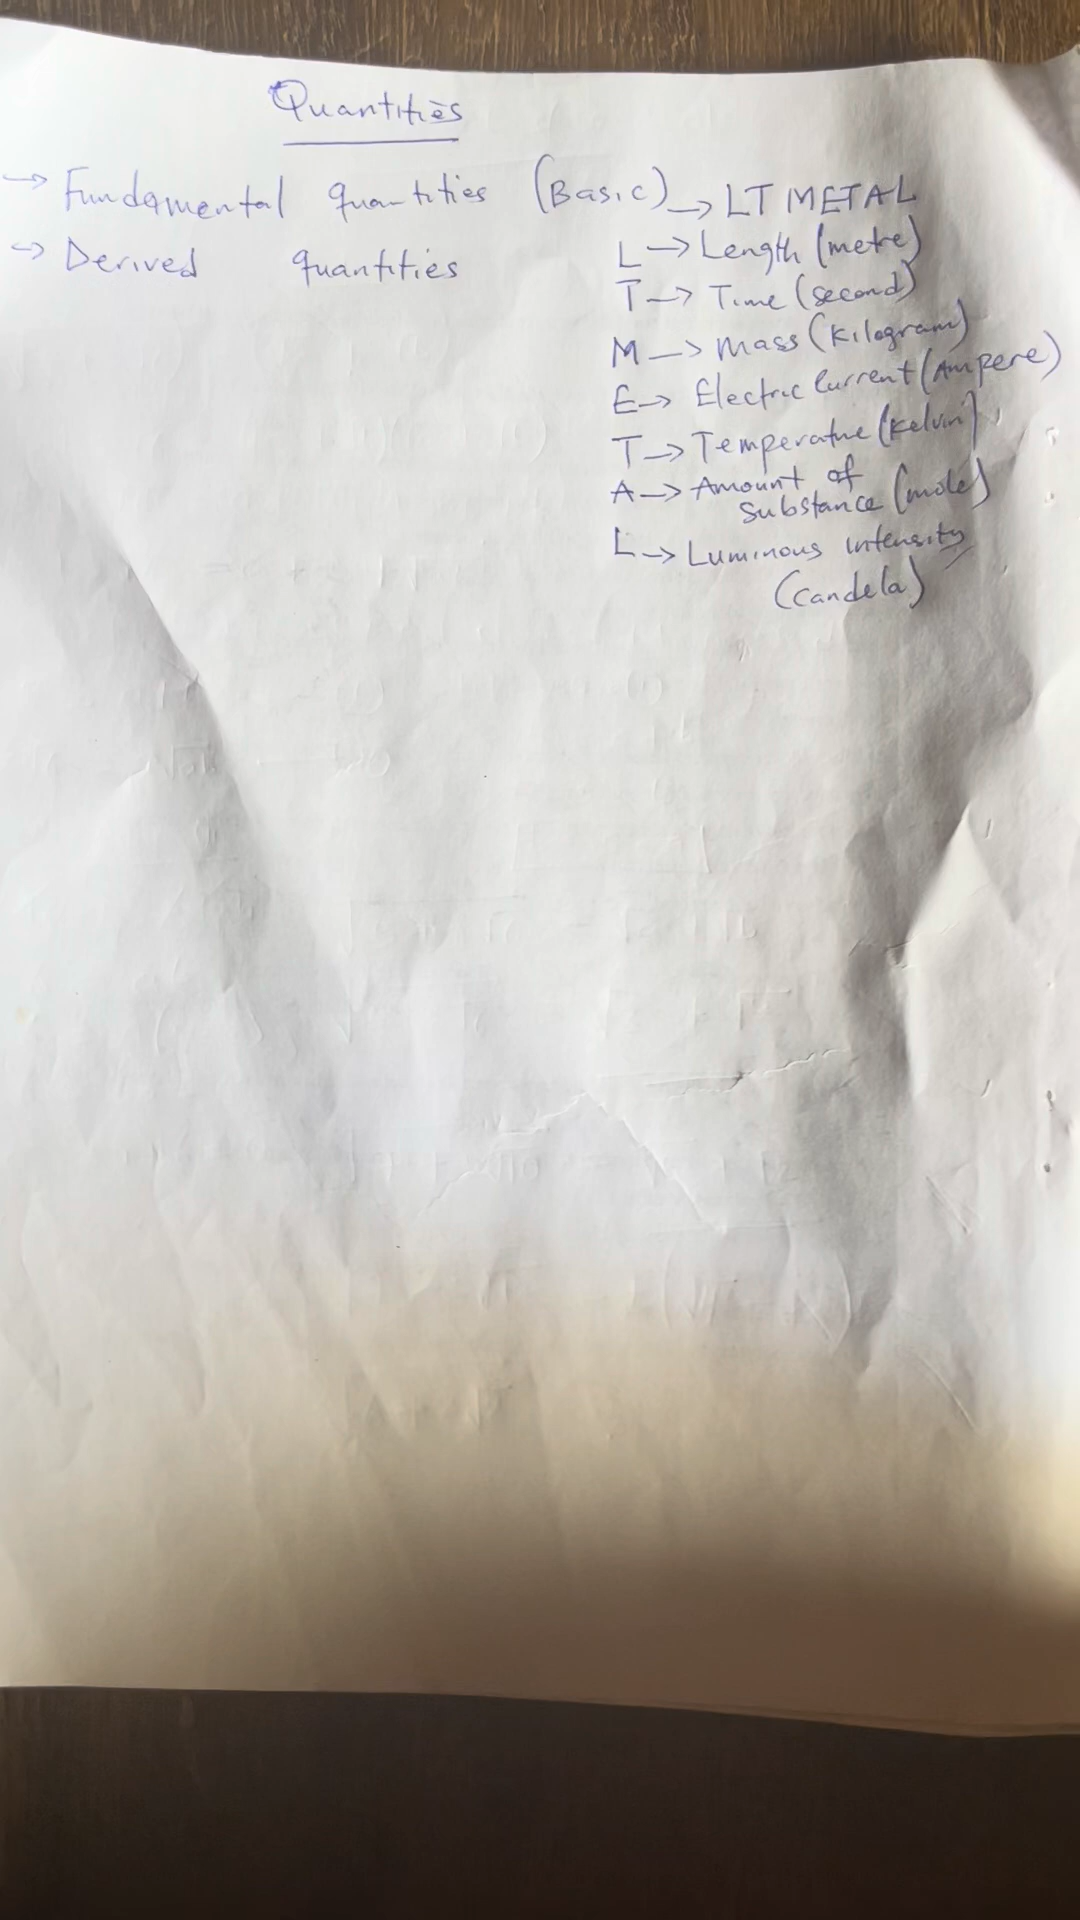 Quantities
→ Fundamental quantities (Basic) → LT METAL
→ Derived quantities
L → Length (metre)
T → Time (second)
M → Mass (Kilogram)
E → Electric Current (Ampere)
T → Temperature (Kelvin)
A → Amount of
Substance (mole)
L → Luminous intensity
(Candela)